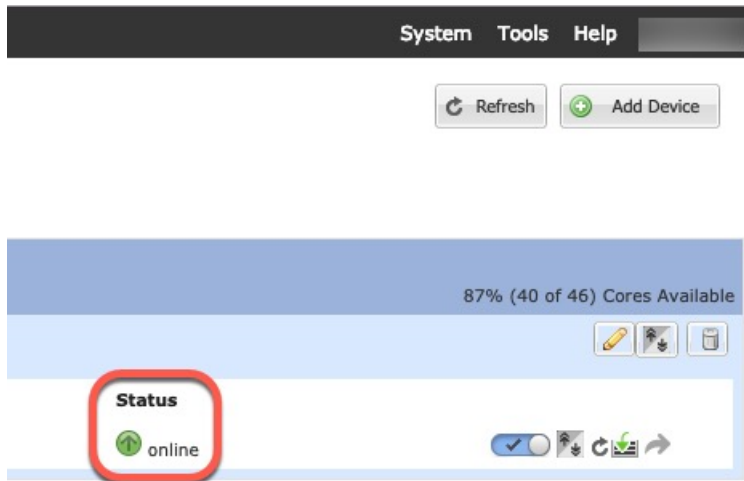 System Tools Help
Refresh Add Device
87% (40 of 46) Cores Available
Status
online